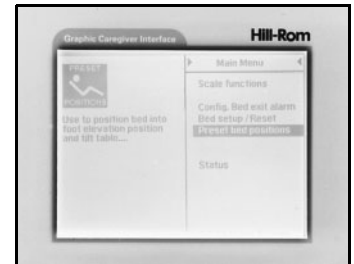 Graphic Caregiver Interface
Hill-Rom
PRESET
POSITIONS
Use to position bed into
foot elevation position
and tilt table...
Main Menu
Scale functions
Config. Bed exit alarm
Bed setup / Reset
Preset bed positions
Status